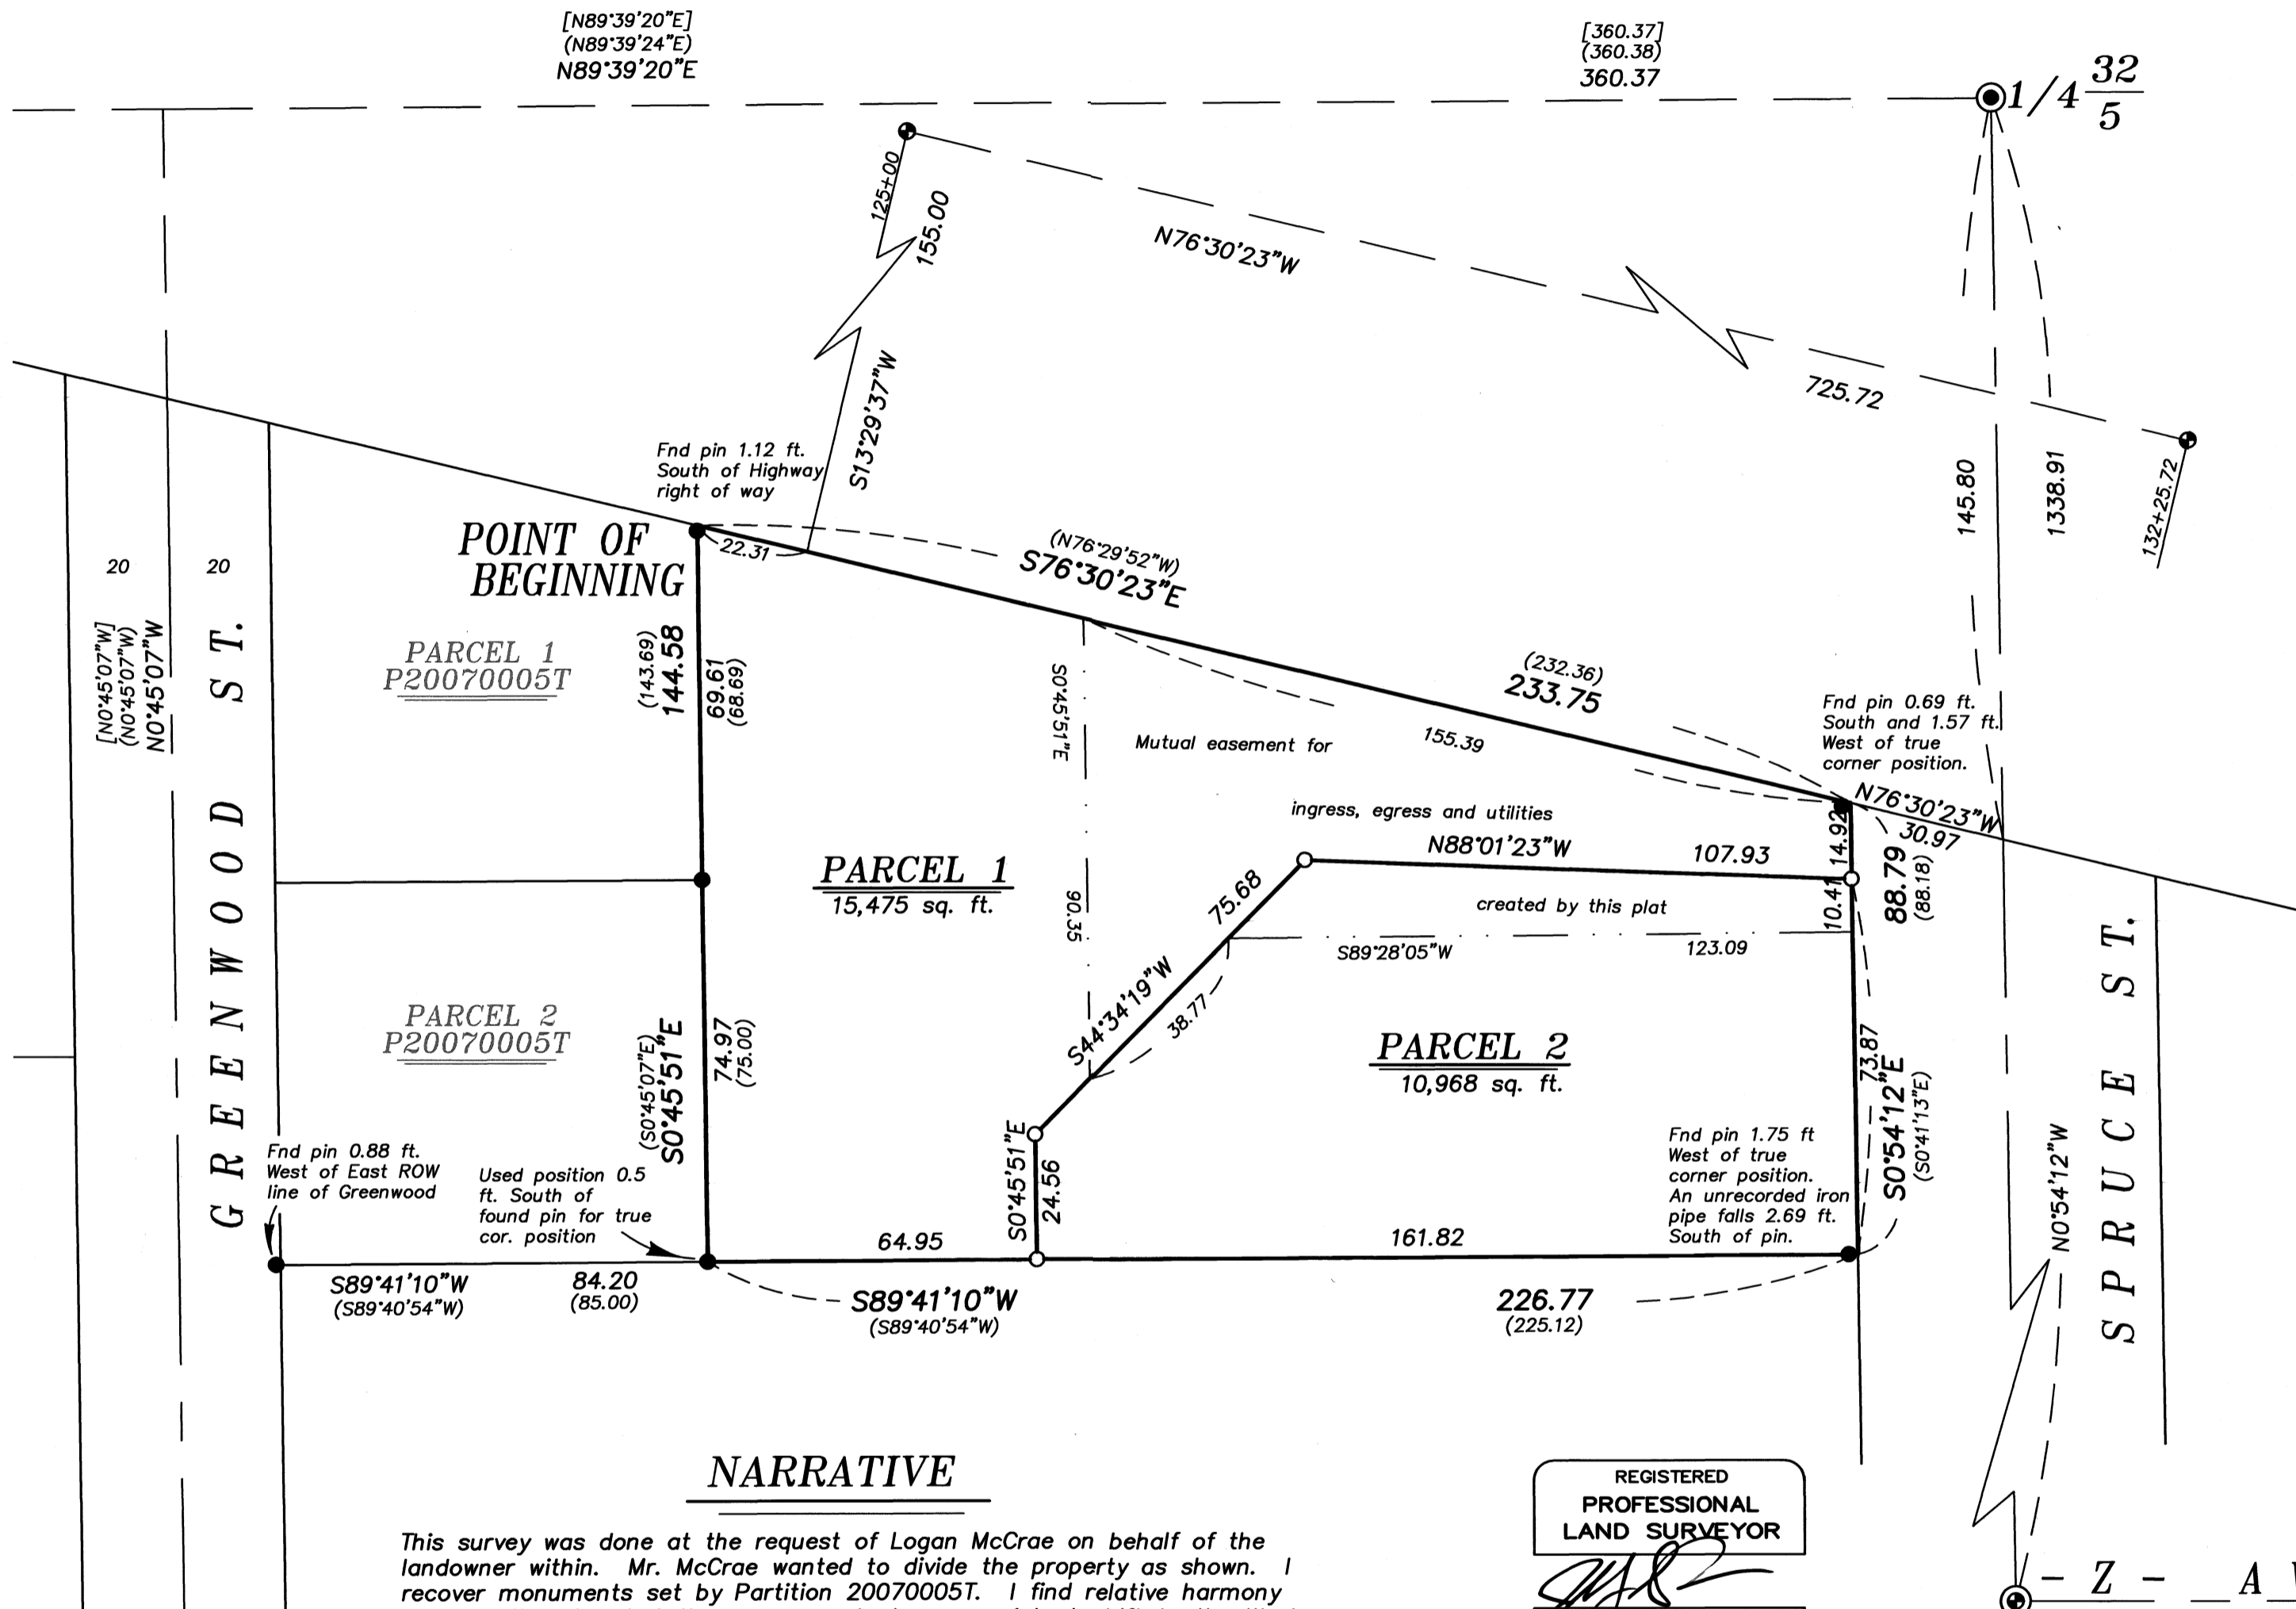 [N89°39'20"E]
(N89°39'24"E)
N89°39'20"E
[360.37]
(360.38)
360.37
1/4 32
5
125+00
155.00
N76°30'23"W
725.72
S13°29'37"W
145.80
1338.91
132+25.72
Fnd pin 1.12 ft.
South of Highway
right of way
POINT OF
BEGINNING
22.31
(N76°29'52"W)
S76°30'23"E
20
20
[N0°45'07"W]
(N0°45'07"W)
N0°45'07"W
GREENWOOD ST.
PARCEL 1
P20070005T
(143.69)
144.58
69.61
(68.69)
S0°45'51"E
90.35
(232.36)
233.75
155.39
Mutual easement for
ingress, egress and utilities
created by this plat
Fnd pin 0.69 ft.
South and 1.57 ft.
West of true
corner position.
N76°30'23"W
30.97
14.92
10.41
88.79
(88.18)
N88°01'23"W
107.93
PARCEL 1
15,475 sq. ft.
75.68
S44°34'19"W
38.77
S89°28'05"W
123.09
PARCEL 2
P20070005T
(S0°45'07"E)
S0°45'51"E
74.97
(75.00)
PARCEL 2
10,968 sq. ft.
73.87
S0°54'12"E
(S0°41'13"E)
SPRUCE ST.
N0°54'12"W
Fnd pin 0.88 ft.
West of East ROW
line of Greenwood
Used position 0.5
ft. South of
found pin for true
cor. position
S0°45'51"E
24.56
Fnd pin 1.75 ft
West of true
corner position.
An unrecorded iron
pipe falls 2.69 ft.
South of pin.
64.95
161.82
S89°41'10"W
(S89°40'54"W)
84.20
(85.00)
S89°41'10"W
(S89°40'54"W)
226.77
(225.12)
NARRATIVE
This survey was done at the request of Logan McCrae on behalf of the
landowner within. Mr. McCrae wanted to divide the property as shown. I
recover monuments set by Partition 20070005T. I find relative harmony
REGISTERED
PROFESSIONAL
LAND SURVEYOR
- Z - A